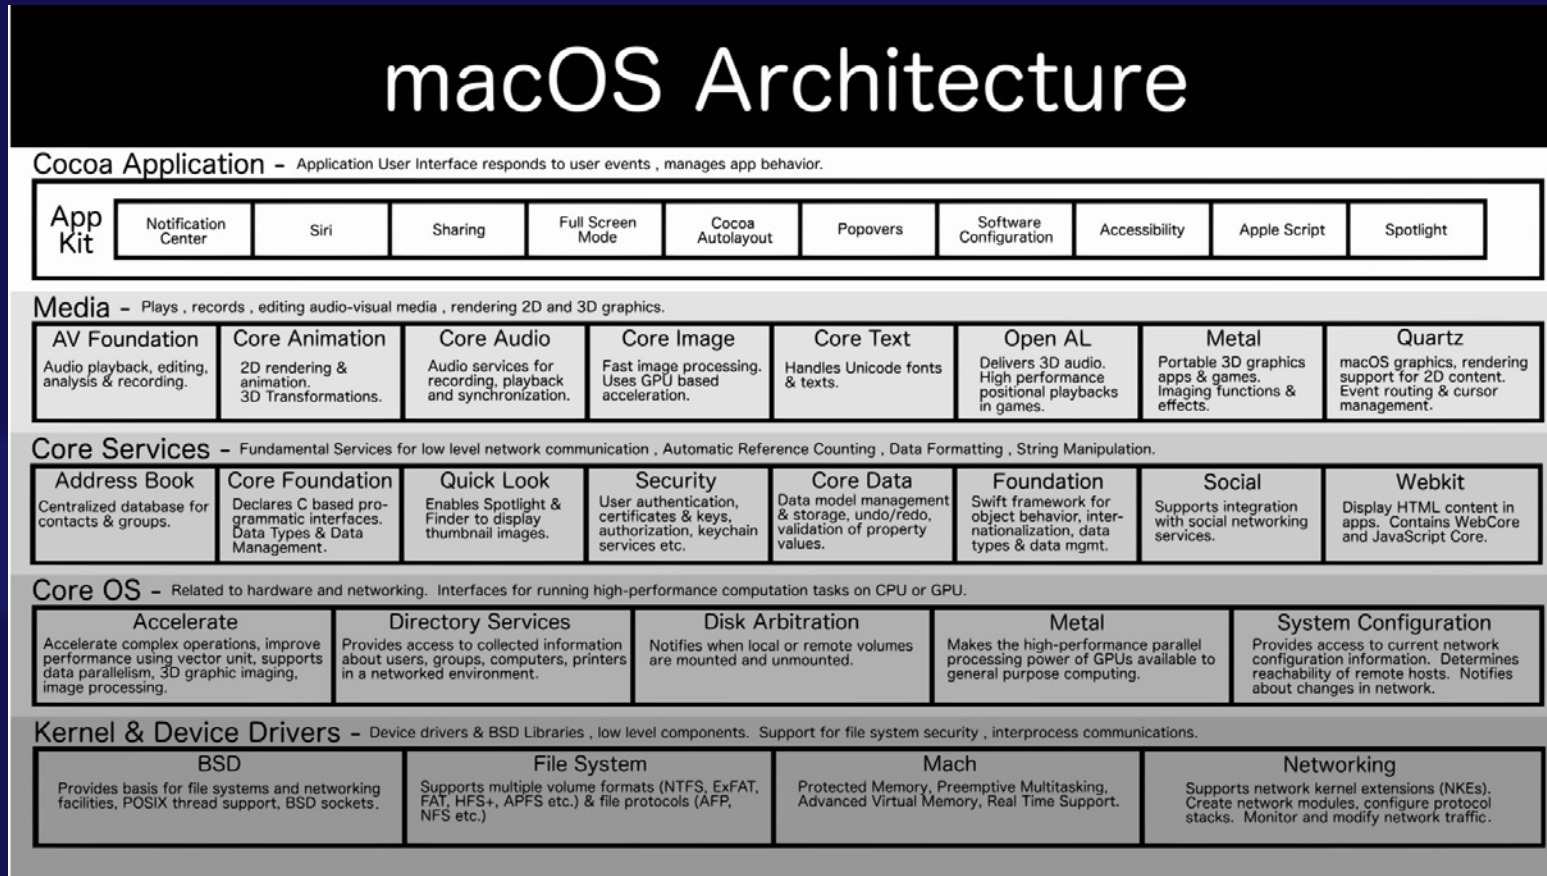 macOS Architecture
Cocoa Application - Application User Interface responds to user events , manages app behavior.
App
Kit
Notification
Center
Siri
Sharing
Full Screen
Mode
Cocoa
Autolayout
Popovers
Software
Configuration
Accessibility
Apple Script
Spotlight
Media - Plays , records , editing audio-visual media , rendering 2D and 3D graphics.
AV Foundation
Audio playback, editing,
analysis & recording.
Core Animation
2D rendering &
animation.
3D Transformations.
Core Audio
Audio services for
recording, playback
and synchronization.
Core Image
Fast image processing.
Uses GPU based
acceleration.
Core Text
Handles Unicode fonts
& texts.
Open AL
Delivers 3D audio.
High performance
positional playbacks
in games.
Metal
Portable 3D graphics
apps & games.
Imaging functions &
effects.
Quartz
macOS graphics, rendering
support for 2D content.
Event routing & cursor
management.
Core Services - Fundamental Services for low level network communication , Automatic Reference Counting , Data Formatting , String Manipulation.
Address Book
Centralized database for
contacts & groups.
Core Foundation
Declares C based pro-
grammatic interfaces.
Data Types & Data
Management.
Quick Look
Enables Spotlight &
Finder to display
thumbnail images.
Security
User authentication,
certificates & keys,
authorization, keychain
services etc.
Core Data
Data model management
& storage, undo/redo,
validation of property
values.
Foundation
Swift framework for
object behavior, inter-
nationalization, data
types & data mgmt.
Social
Supports integration
with social networking
services.
Webkit
Display HTML content in
apps. Contains WebCore
and JavaScript Core.
Core OS - Related to hardware and networking. Interfaces for running high-performance computation tasks on CPU or GPU.
Accelerate
Accelerate complex operations, improve
performance using vector unit, supports
data parallelism, 3D graphic imaging,
image processing.
Directory Services
Provides access to collected information
about users, groups, computers, printers
in a networked environment.
Disk Arbitration
Notifies when local or remote volumes
are mounted and unmounted.
Metal
Makes the high-performance parallel
processing power of GPUs available to
general purpose computing.
System Configuration
Provides access to current network
configuration information. Determines
reachability of remote hosts. Notifies
about changes in network.
Kernel & Device Drivers - Device drivers & BSD Libraries , low level components. Support for file system security , interprocess communications.
BSD
Provides basis for file systems and networking
facilities, POSIX thread support, BSD sockets.
File System
Supports multiple volume formats (NTFS, ExFAT,
FAT, HFS+, APFS etc.) & file protocols (AFP,
NFS etc.)
Mach
Protected Memory, Preemptive Multitasking,
Advanced Virtual Memory, Real Time Support.
Networking
Supports network kernel extensions (NKEs).
Create network modules, configure protocol
stacks. Monitor and modify network traffic.